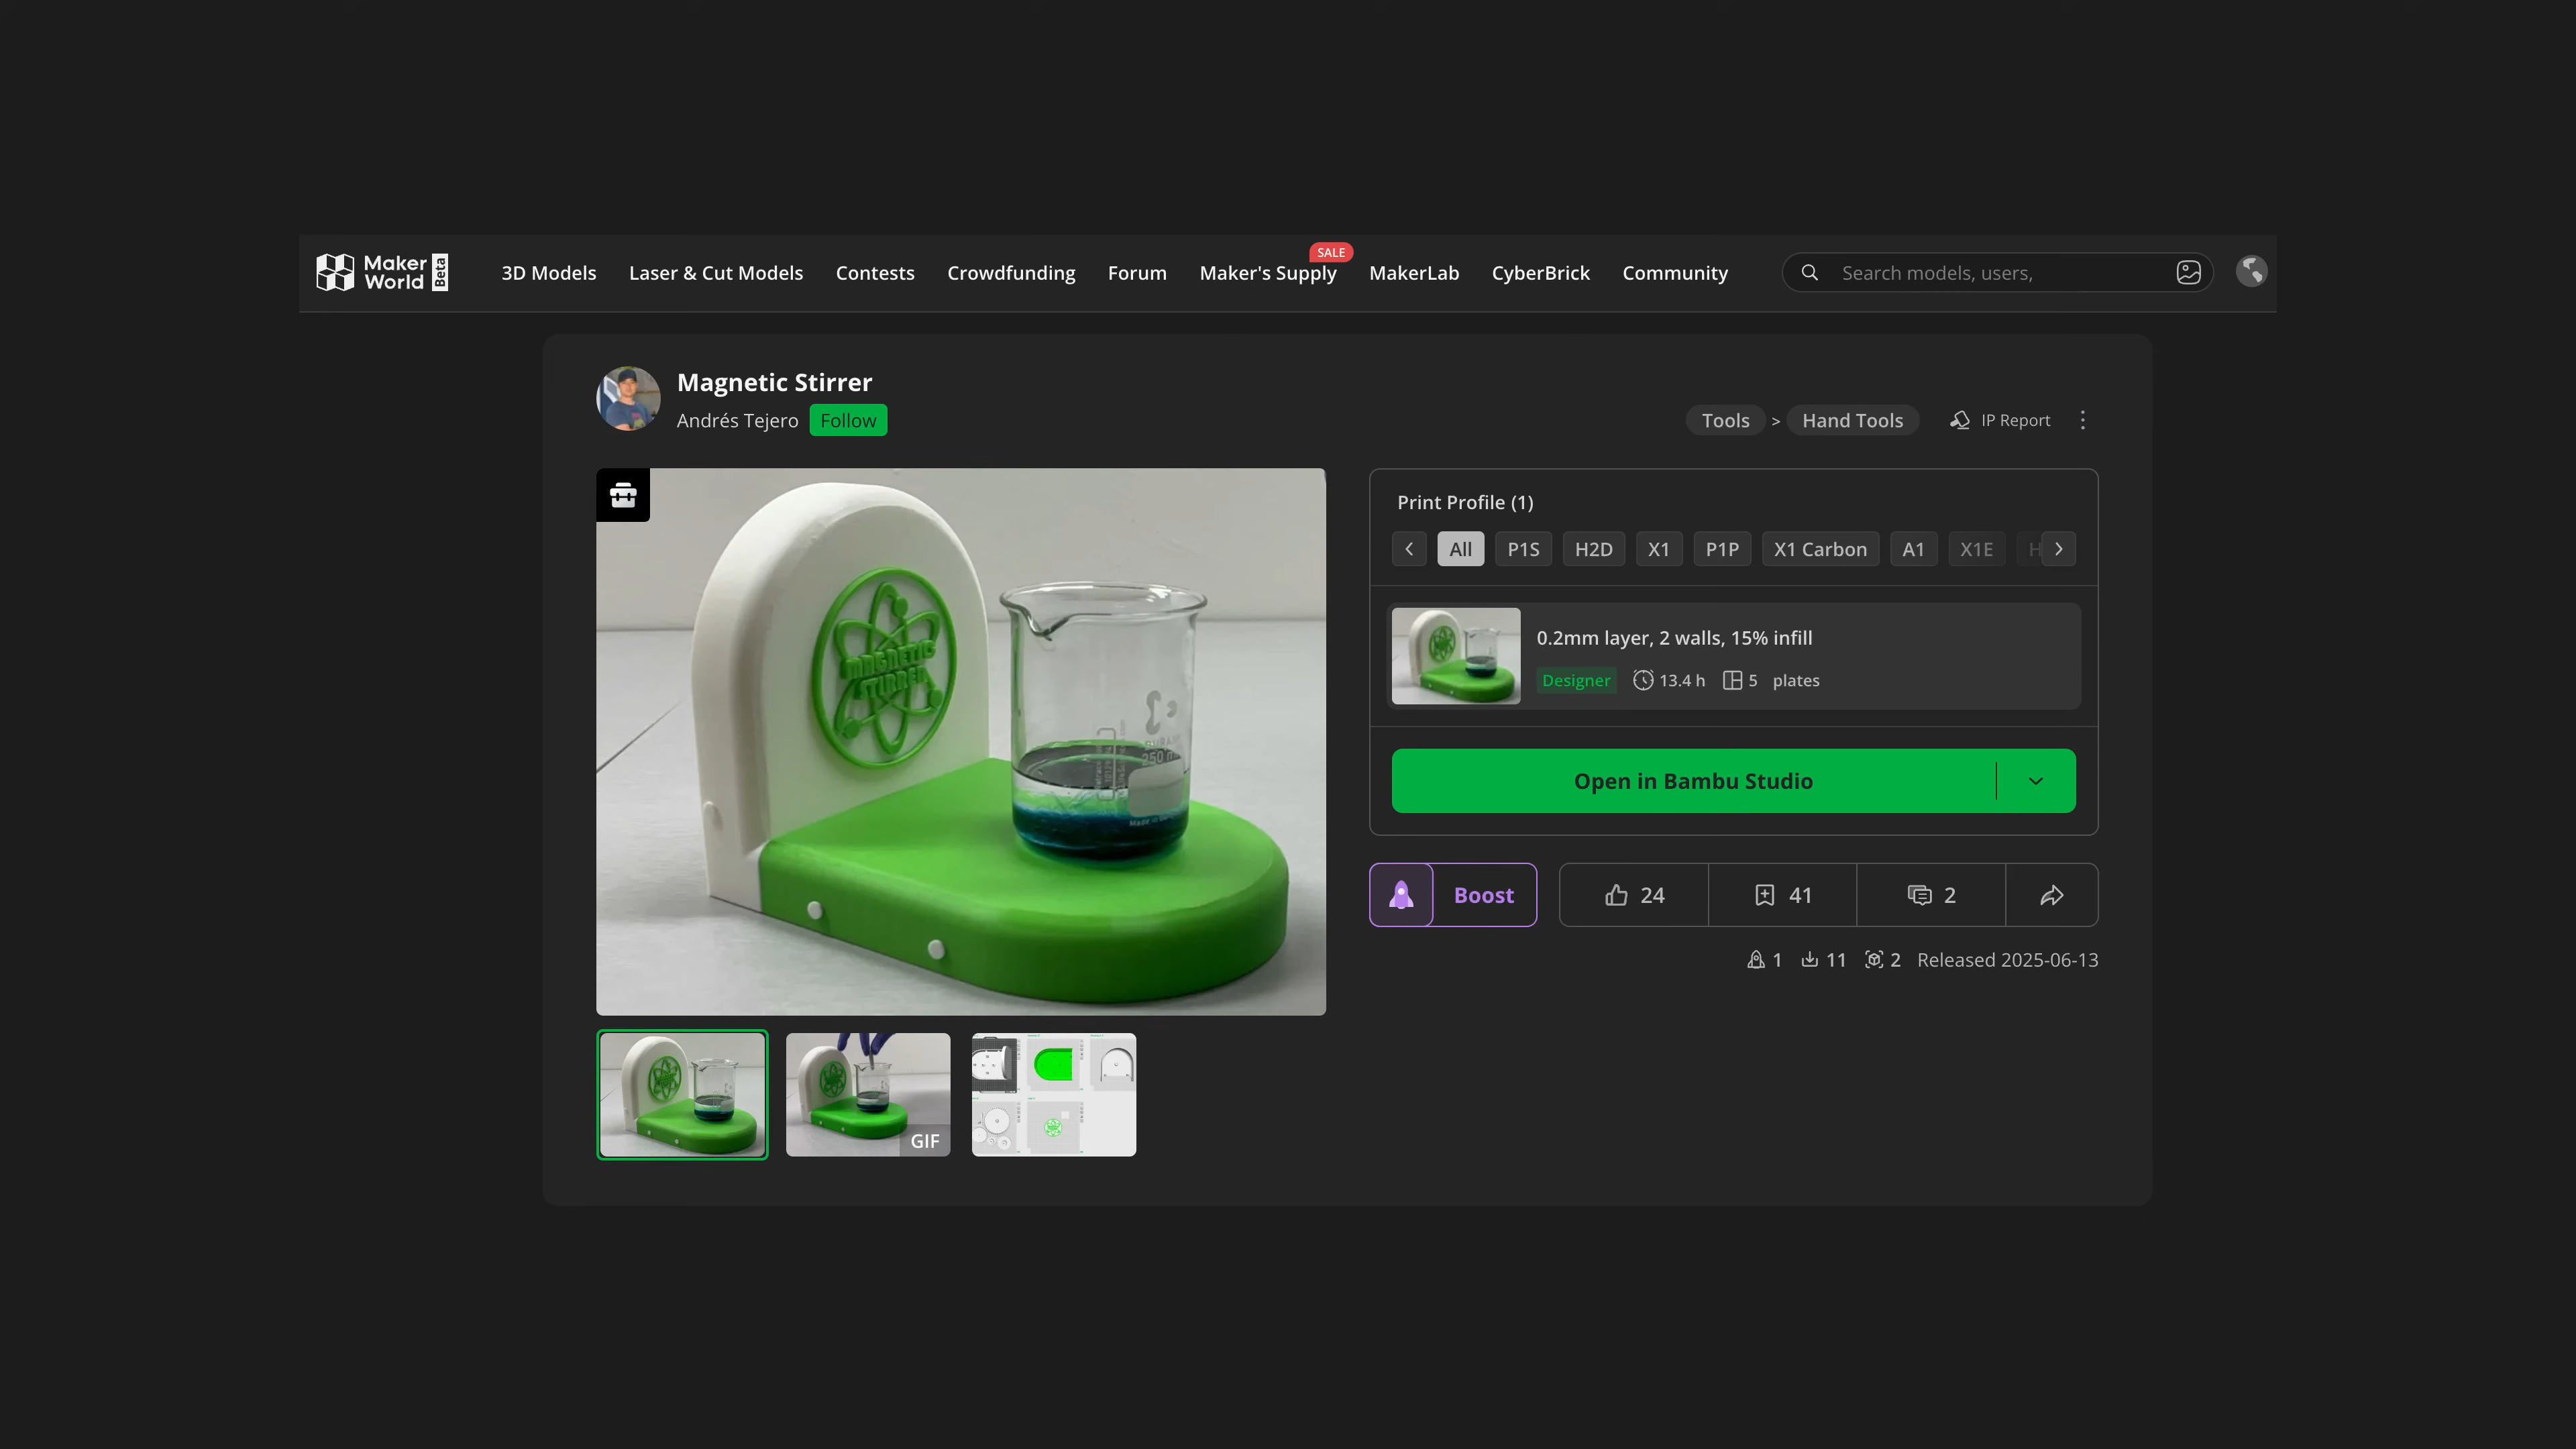 Maker World Beta
3D Models
Laser & Cut Models
Contests
Crowdfunding
Forum
Maker's Supply
SALE
MakerLab
CyberBrick
Community
Search models, users,
Magnetic Stirrer
Andrés Tejero
Follow
Tools > Hand Tools
IP Report
MAGNETIC
STIRRER
250
Print Profile (1)
All
P1S
H2D
X1
P1P
X1 Carbon
A1
X1E
0.2mm layer, 2 walls, 15% infill
Designer
13.4 h
5 plates
Open in Bambu Studio
Boost
24
41
2
1
11
2
Released 2025-06-13
GIF